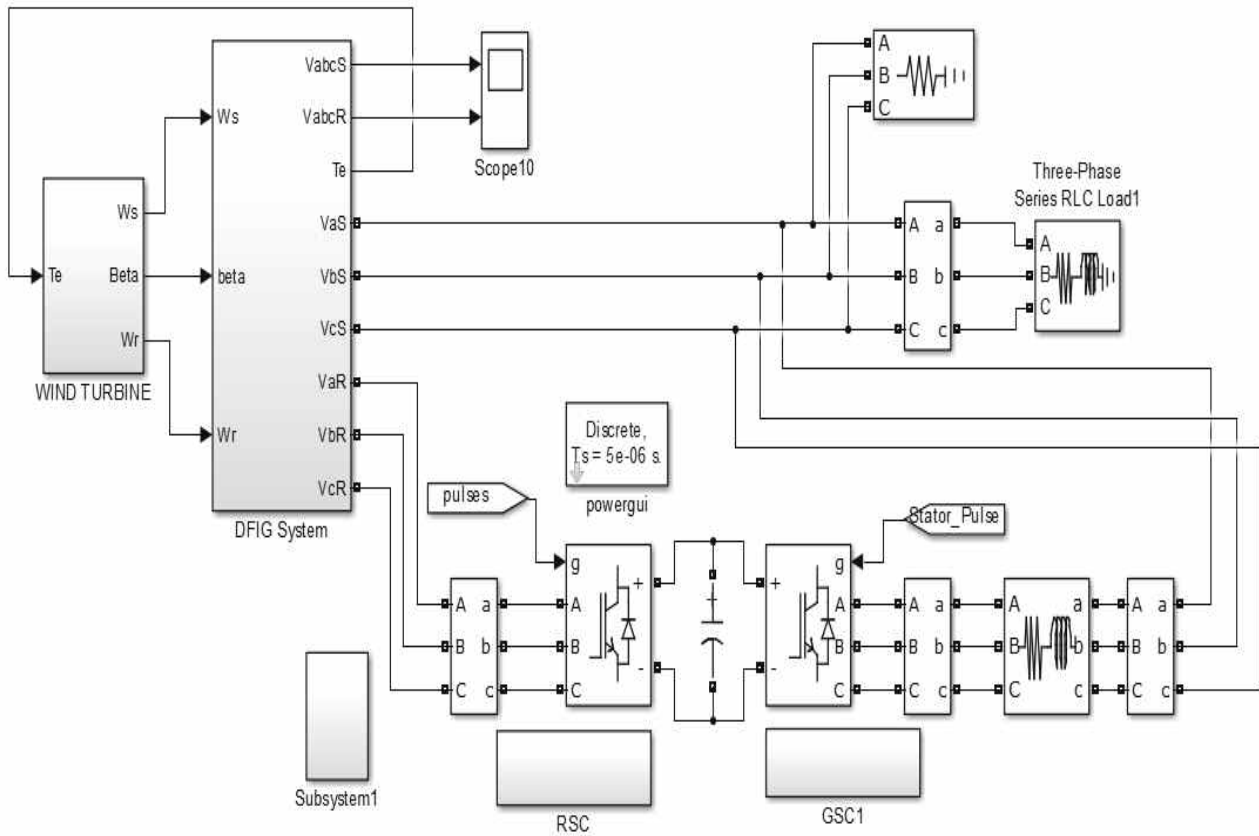 VabcS
VabcR
Te
VaS
VbS
VcS
VaR
VbR
VcR
Ws
beta
Wr
DFIG System
Te
Ws
Beta
Wr
WIND TURBINE
Scope10
A
B
C
Three-Phase
Series RLC Load1
A a
B b
C c
A
B
C
Discrete,
Ts = 5e-06 s.
powergui
pulses
Stator_Pulse
A a
B b
C c
g
A +
B
C -
+
-
g
A
B
C
A a
B b
C c
A a
B b
C c
A a
B b
C c
Subsystem1
RSC
GSC1